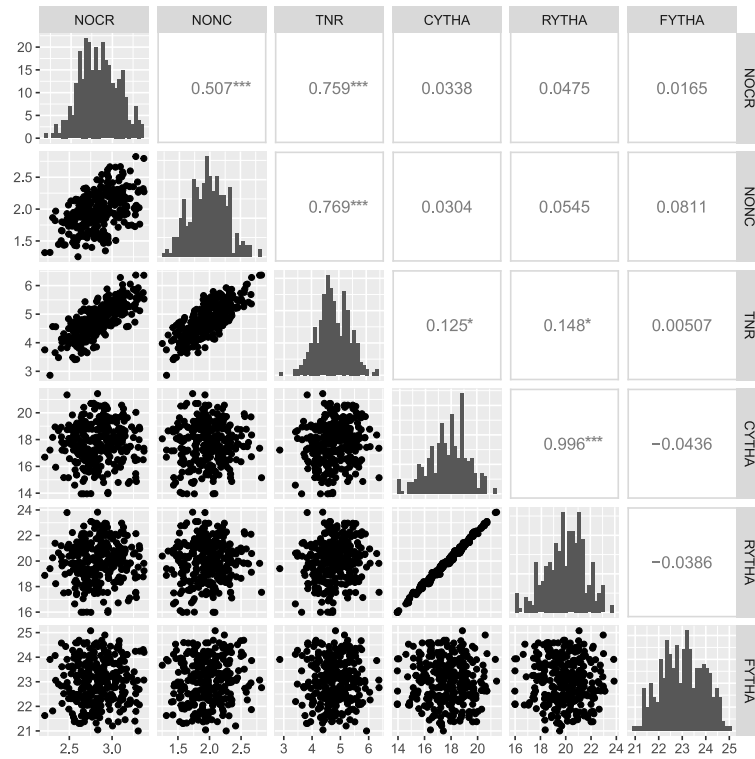 NOCR NONC TNR CYTHA RYTHA FYTHA
20
15
10
5
0
0.507*** 0.759*** 0.0338 0.0475 0.0165
NOCR
2.5
2.0
1.5
0.769*** 0.0304 0.0545 0.0811
NONC
6
5
4
3
0.125* 0.148* 0.00507
TNR
20
18
16
14
0.996*** −0.0436
CYTHA
24
22
20
18
16
−0.0386
RYTHA
25
24
23
22
21
FYTHA
2.5 3.0 1.5 2.0 2.5 3 4 5 6 14 16 18 20 16 18 20 22 24 21 22 23 24 25